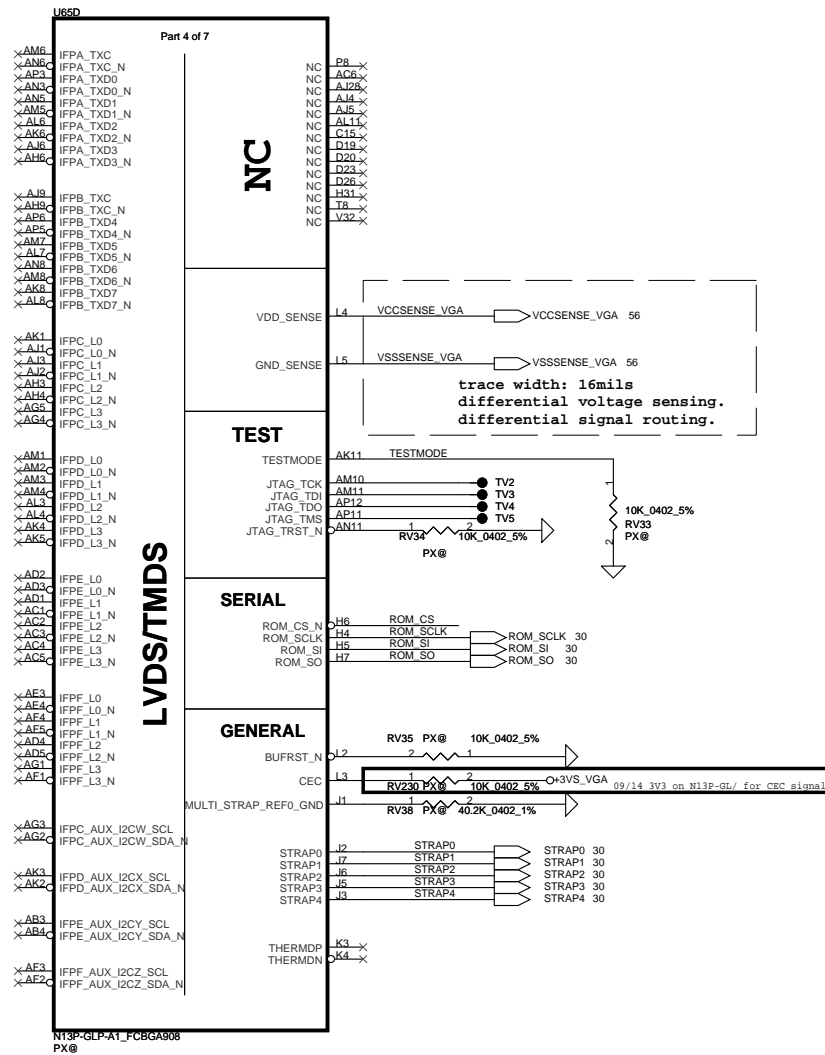 U65D
Part 4 of 7
AM6 IFPA_TXC
AN6 IFPA_TXC_N
AP3 IFPA_TXD0
AN3 IFPA_TXD0_N
AN5 IFPA_TXD1
AM5 IFPA_TXD1_N
AL6 IFPA_TXD2
AK6 IFPA_TXD2_N
AJ6 IFPA_TXD3
AH6 IFPA_TXD3_N
AJ9 IFPB_TXC
AH9 IFPB_TXC_N
AP6 IFPB_TXD4
AP5 IFPB_TXD4_N
AM7 IFPB_TXD5
AL7 IFPB_TXD5_N
AN8 IFPB_TXD6
AM8 IFPB_TXD6_N
AK8 IFPB_TXD7
AL8 IFPB_TXD7_N
AK1 IFPC_L0
AJ1 IFPC_L0_N
AJ3 IFPC_L1
AJ2 IFPC_L1_N
AH3 IFPC_L2
AH4 IFPC_L2_N
AG5 IFPC_L3
AG4 IFPC_L3_N
AM1 IFPD_L0
AM2 IFPD_L0_N
AM3 IFPD_L1
AM4 IFPD_L1_N
AL3 IFPD_L2
AL4 IFPD_L2_N
AK4 IFPD_L3
AK5 IFPD_L3_N
AD2 IFPE_L0
AD3 IFPE_L0_N
AD1 IFPE_L1
AC1 IFPE_L1_N
AC2 IFPE_L2
AC3 IFPE_L2_N
AC4 IFPE_L3
AC5 IFPE_L3_N
AE3 IFPF_L0
AE4 IFPF_L0_N
AF4 IFPF_L1
AF5 IFPF_L1_N
AD4 IFPF_L2
AD5 IFPF_L2_N
AG1 IFPF_L3
AF1 IFPF_L3_N
AG3 IFPC_AUX_I2CW_SCL
AG2 IFPC_AUX_I2CW_SDA_N
AK3 IFPD_AUX_I2CX_SCL
AK2 IFPD_AUX_I2CX_SDA_N
AB3 IFPE_AUX_I2CY_SCL
AB4 IFPE_AUX_I2CY_SDA_N
AF3 IFPF_AUX_I2CZ_SCL
AF2 IFPF_AUX_I2CZ_SDA_N
LVDS/TMDS
NC
NC P8
NC AC6
NC AJ28
NC AJ4
NC AJ5
NC AL11
NC C15
NC D19
NC D20
NC D23
NC D26
NC H31
NC T8
NC V32
VDD_SENSE L4 VCCSENSE_VGA VCCSENSE_VGA 56
GND_SENSE L5 VSSSENSE_VGA VSSSENSE_VGA 56
trace width: 16mils
differential voltage sensing.
differential signal routing.
TEST
TESTMODE AK11 TESTMODE
JTAG_TCK AM10 TV2
JTAG_TDI AM11 TV3
JTAG_TDO AP12 TV4
JTAG_TMS AP11 TV5
JTAG_TRST_N AN11 1 2
RV34 10K_0402_5%
PX@
1
10K_0402_5%
RV33
PX@
2
SERIAL
ROM_CS_N H6 ROM_CS
ROM_SCLK H4 ROM_SCLK ROM_SCLK 30
ROM_SI H5 ROM_SI ROM_SI 30
ROM_SO H7 ROM_SO ROM_SO 30
GENERAL
RV35 PX@ 10K_0402_5%
BUFRST_N L2 2 1
CEC L3 1 2 +3VS_VGA
RV230 PX@ 10K_0402_5% 09/14 3V3 on N13P-GL/ for CEC signal
MULTI_STRAP_REF0_GND J1 1 2
RV38 PX@ 40.2K_0402_1%
STRAP0 J2 STRAP0 STRAP0 30
STRAP1 J7 STRAP1 STRAP1 30
STRAP2 J6 STRAP2 STRAP2 30
STRAP3 J5 STRAP3 STRAP3 30
STRAP4 J3 STRAP4 STRAP4 30
THERMDP K3
THERMDN K4
N13P-GLP-A1_FCBGA908
PX@